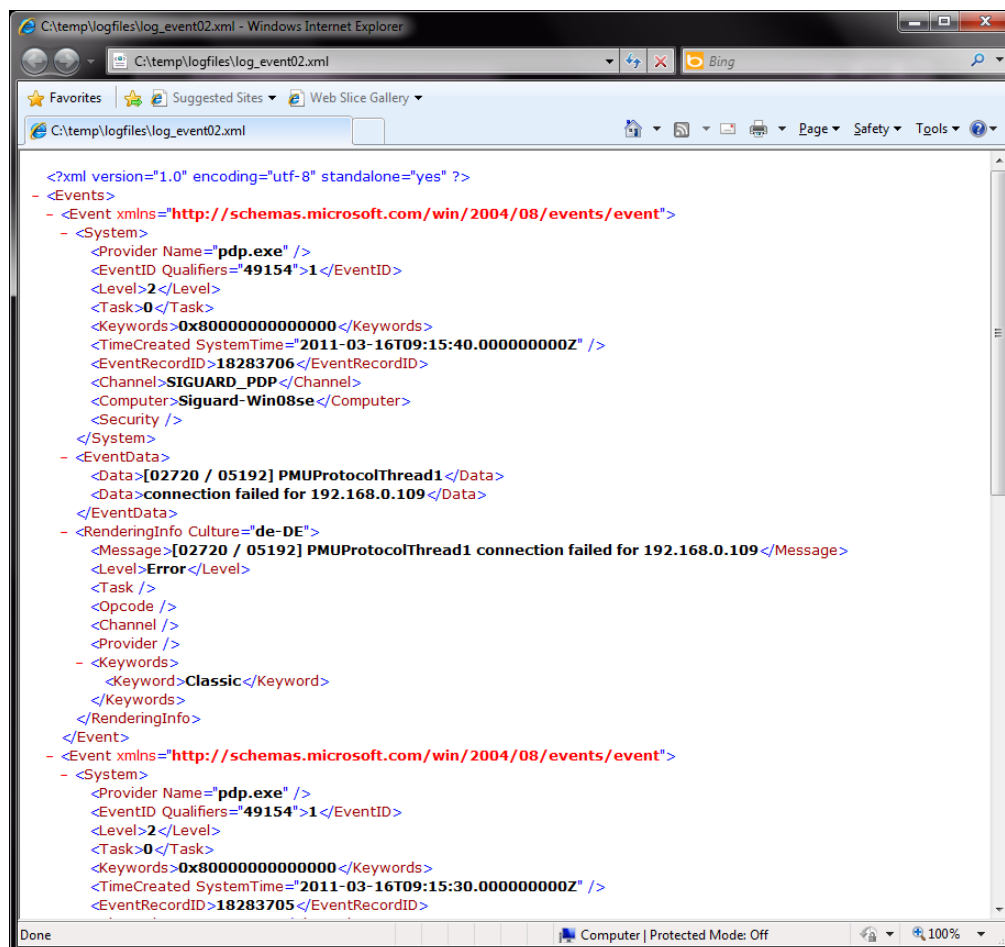 C:\temp\logfiles\log_event02.xml - Windows Internet Explorer
C:\temp\logfiles\log_event02.xml
Bing
Favorites Suggested Sites Web Slice Gallery
C:\temp\logfiles\log_event02.xml Page Safety Tools
<?xml version="1.0" encoding="utf-8" standalone="yes" ?>
- <Events>
- <Event xmlns="http://schemas.microsoft.com/win/2004/08/events/event">
- <System>
<Provider Name="pdp.exe" />
<EventID Qualifiers="49154">1</EventID>
<Level>2</Level>
<Task>0</Task>
<Keywords>0x80000000000000</Keywords>
<TimeCreated SystemTime="2011-03-16T09:15:40.000000000Z" />
<EventRecordID>18283706</EventRecordID>
<Channel>SIGUARD_PDP</Channel>
<Computer>Siguard-Win08se</Computer>
<Security />
</System>
- <EventData>
<Data>[02720 / 05192] PMUProtocolThread1</Data>
<Data>connection failed for 192.168.0.109</Data>
</EventData>
- <RenderingInfo Culture="de-DE">
<Message>[02720 / 05192] PMUProtocolThread1 connection failed for 192.168.0.109</Message>
<Level>Error</Level>
<Task />
<Opcode />
<Channel />
<Provider />
- <Keywords>
<Keyword>Classic</Keyword>
</Keywords>
</RenderingInfo>
</Event>
- <Event xmlns="http://schemas.microsoft.com/win/2004/08/events/event">
- <System>
<Provider Name="pdp.exe" />
<EventID Qualifiers="49154">1</EventID>
<Level>2</Level>
<Task>0</Task>
<Keywords>0x80000000000000</Keywords>
<TimeCreated SystemTime="2011-03-16T09:15:30.000000000Z" />
<EventRecordID>18283705</EventRecordID>
Done Computer | Protected Mode: Off 100%